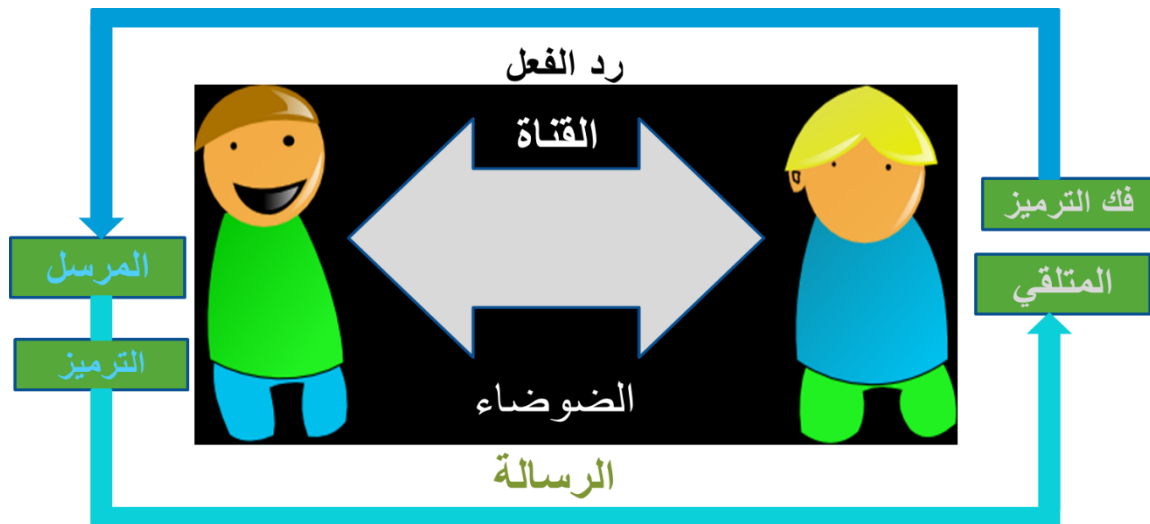 رد الفعل
القناة
فك الترميز
المرسل
المتلقي
الترميز
الضوضاء
الرسالة